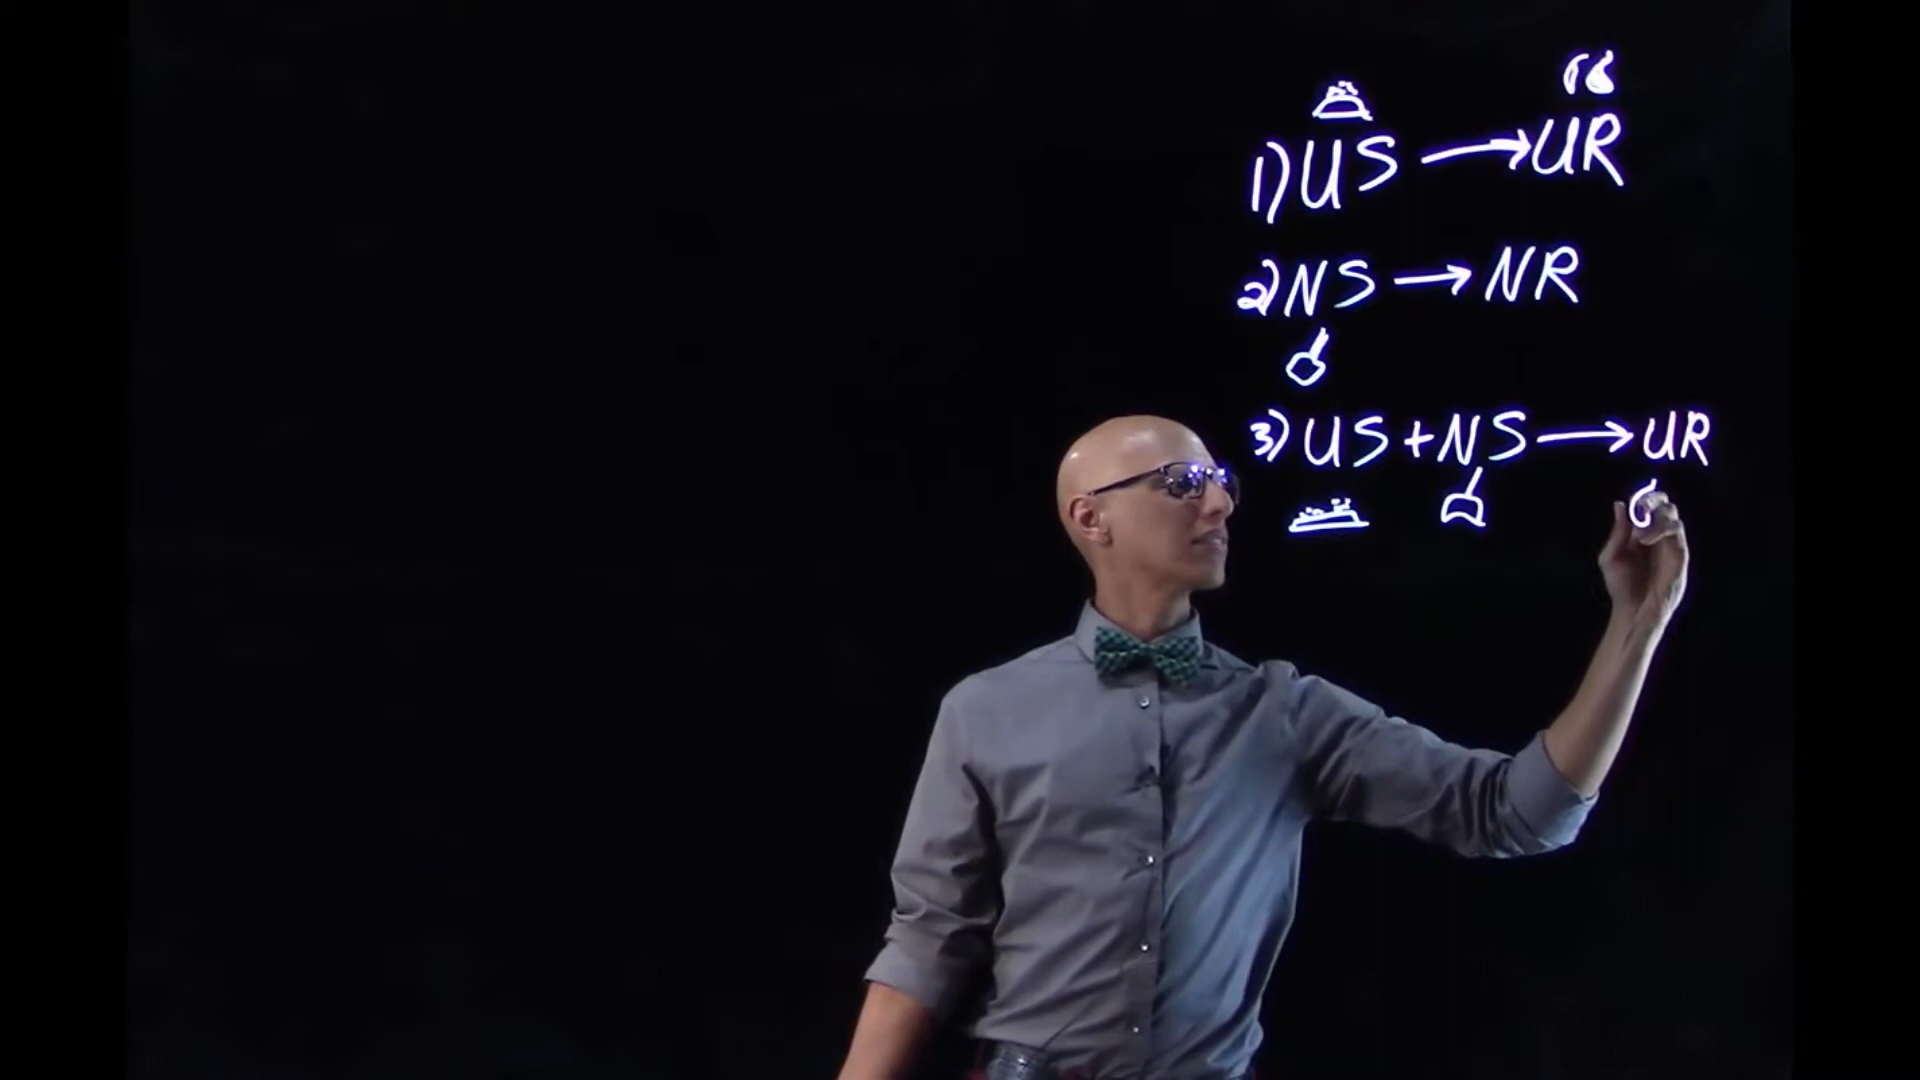 1) US → UR
2) NS → NR
3) US + NS → UR